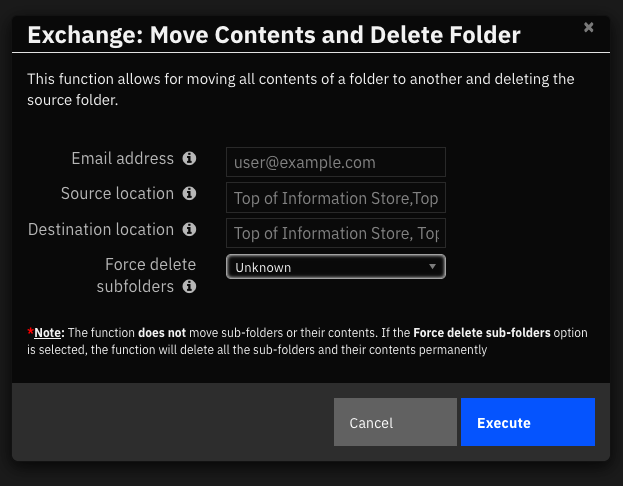 Exchange: Move Contents and Delete Folder
×
This function allows for moving all contents of a folder to another and deleting the
source folder.
Email address
user@example.com
Source location
Top of Information Store,Top
Destination location
Top of Information Store, Top
Force delete
subfolders
Unknown
*Note: The function does not move sub-folders or their contents. If the Force delete sub-folders option
is selected, the function will delete all the sub-folders and their contents permanently
Cancel
Execute